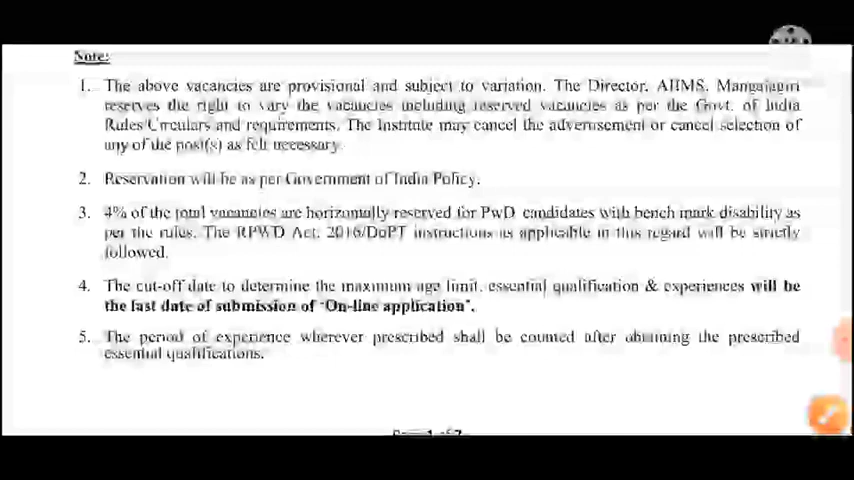 Note:
1. The above vacancies are provisional and subject to variation. The Director, AIIMS, Mangalagiri
reserves the right to vary the vacancies including reserved vacancies as per the Govt. of India
Rules/Circulars and requirements. The Institute may cancel the advertisement or cancel selection of
any of the post(s) as felt necessary.
2. Reservation will be as per Government of India Policy.
3. 4% of the total vacancies are horizontally reserved for PwD candidates with bench mark disability as
per the rules. The RPWD Act, 2016/DoPT instructions as applicable in this regard will be strictly
followed.
4. The cut-off date to determine the maximum age limit, essential qualification & experiences will be
the last date of submission of "On-line application".
5. The period of experience wherever prescribed shall be counted after obtaining the prescribed
essential qualifications.